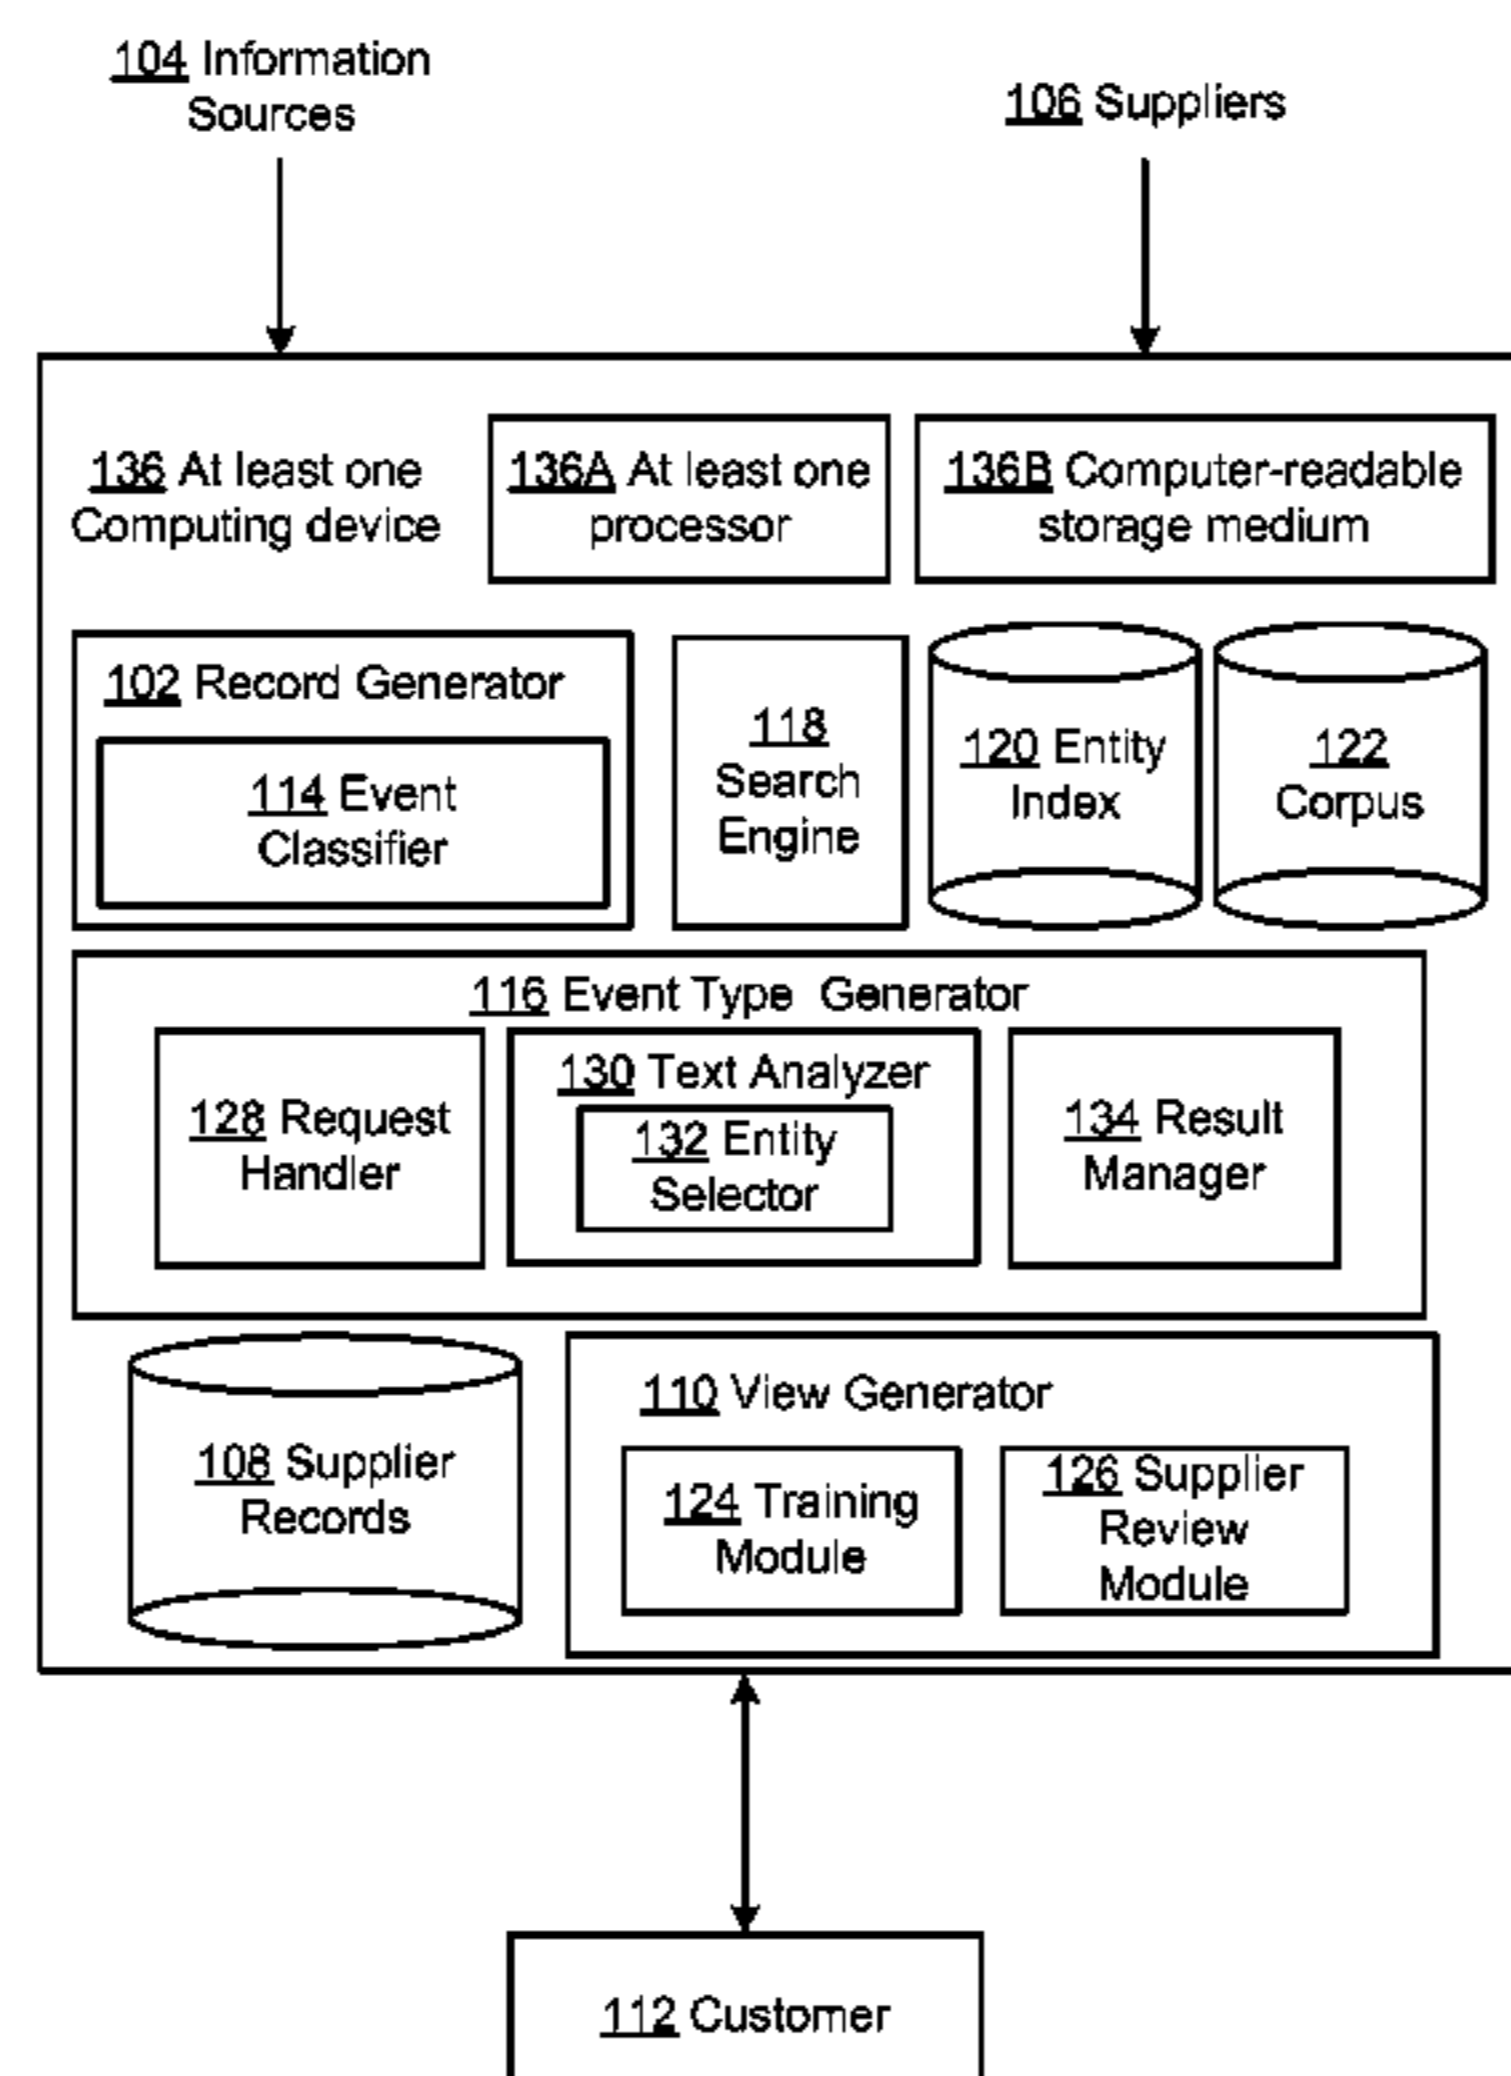 104 Information
Sources
106 Suppliers
136 At least one
Computing device
136A At least one
processor
136B Computer-readable
storage medium
102 Record Generator
114 Event
Classifier
118
Search
Engine
120 Entity
Index
122
Corpus
116 Event Type Generator
128 Request
Handler
130 Text Analyzer
132 Entity
Selector
134 Result
Manager
108 Supplier
Records
110 View Generator
124 Training
Module
126 Supplier
Review
Module
112 Customer